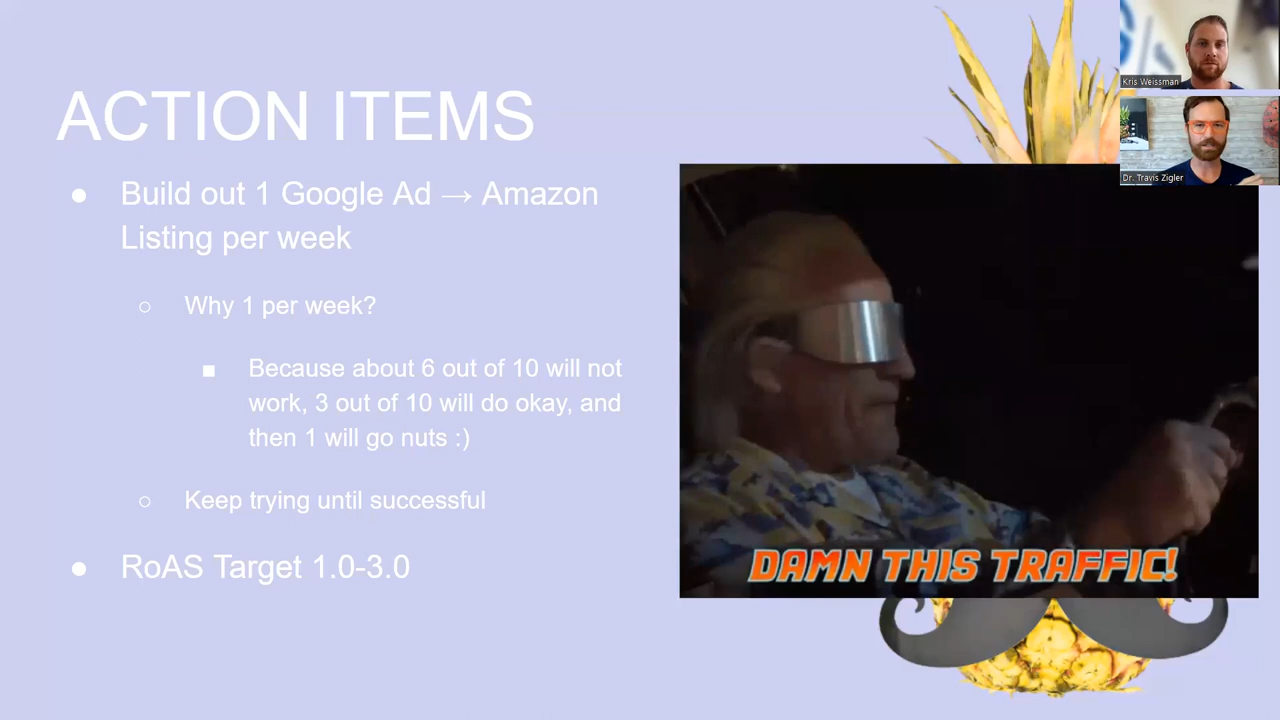 ACTION ITEMS
● Build out 1 Google Ad → Amazon
Listing per week
○ Why 1 per week?
■ Because about 6 out of 10 will not
work, 3 out of 10 will do okay, and
then 1 will go nuts :)
○ Keep trying until successful
● RoAS Target 1.0-3.0
DAMN THIS TRAFFIC!
Kris Weissman
Dr. Travis Zigler